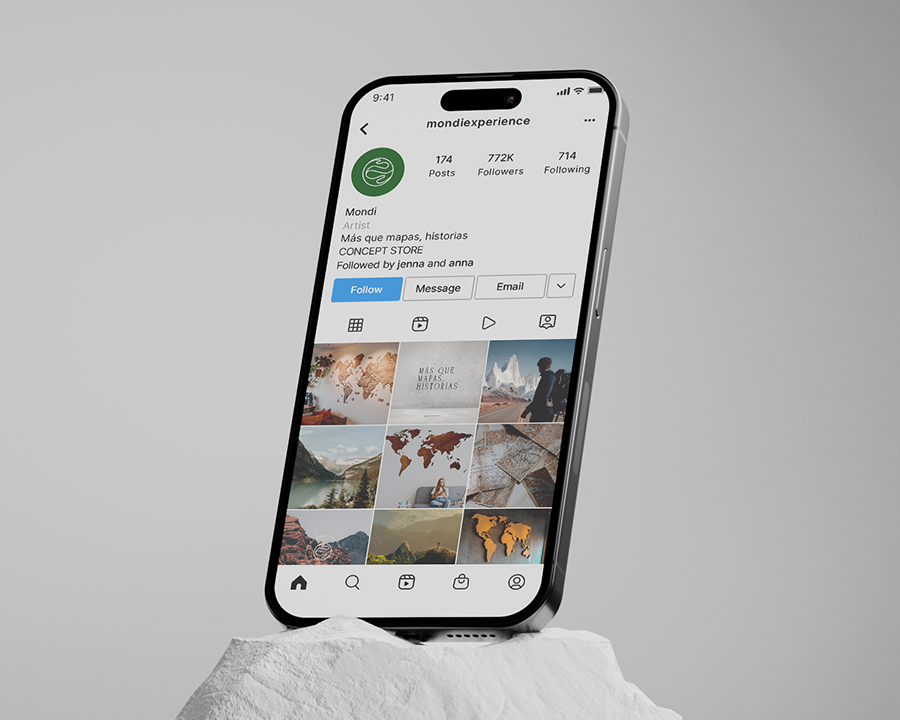 9:41
mondiexperience
174 772K 714
Posts Followers Following
Mondi
Artist
Más que mapas, historias
CONCEPT STORE
Followed by jenna and anna
Follow Message Email
MÁS QUE
MAPAS,
HISTORIAS